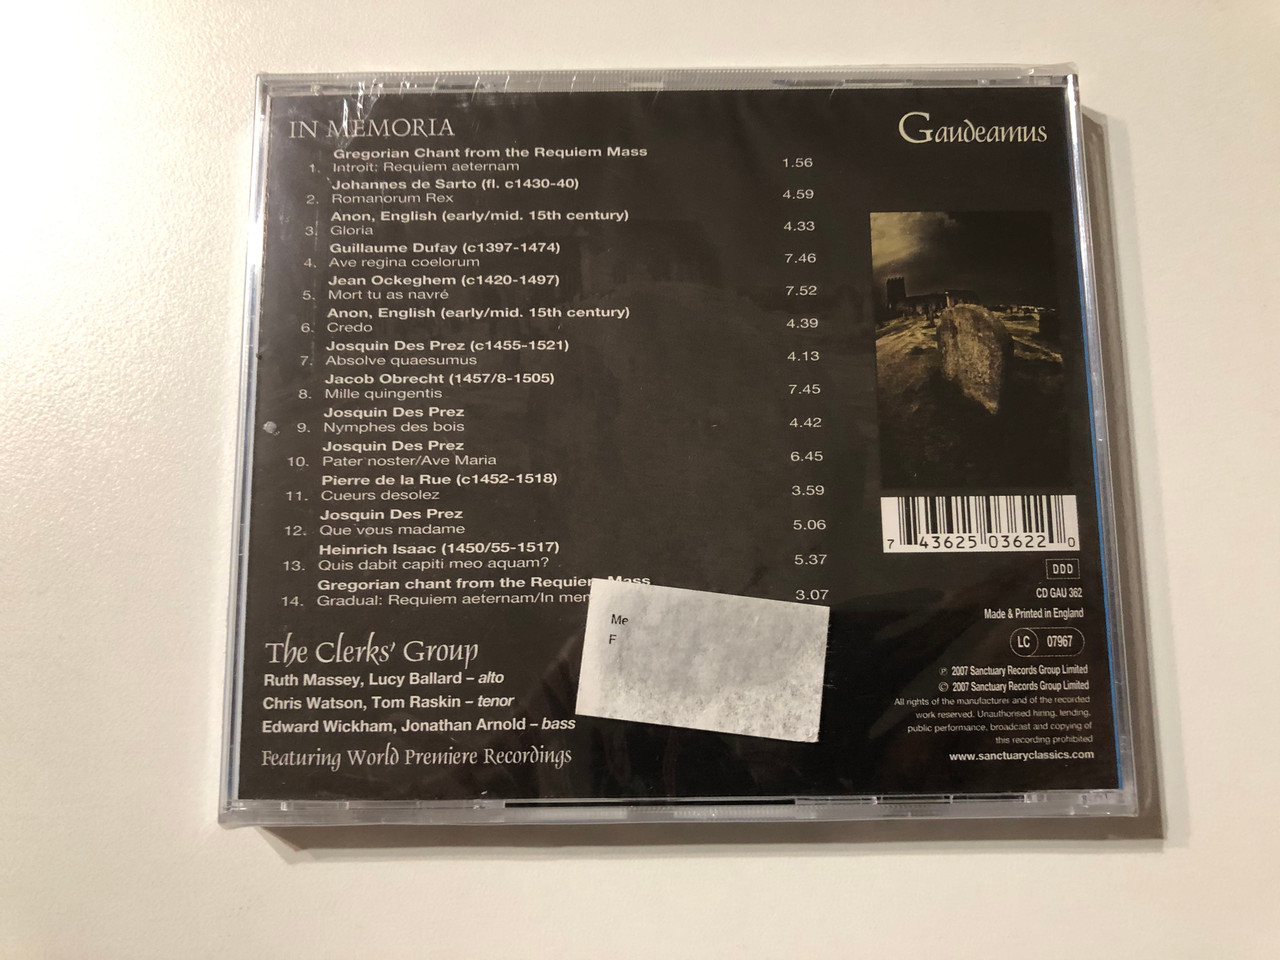 IN MEMORIA
Gaudeamus
Gregorian Chant from the Requiem Mass
1. Introit: Requiem aeternam 1.56
Johannes de Sarto (fl. c1430-40)
2. Romanorum Rex 4.59
Anon, English (early/mid. 15th century)
3. Gloria 4.33
Guillaume Dufay (c1397-1474)
4. Ave regina coelorum 7.46
Jean Ockeghem (c1420-1497)
5. Mort tu as navré 7.52
Anon, English (early/mid. 15th century)
6. Credo 4.39
Josquin Des Prez (c1455-1521)
7. Absolve quaesumus 4.13
Jacob Obrecht (1457/8-1505)
8. Mille quingentis 7.45
Josquin Des Prez
9. Nymphes des bois 4.42
Josquin Des Prez
10. Pater noster/Ave Maria 6.45
Pierre de la Rue (c1452-1518)
11. Cueurs desolez 3.59
Josquin Des Prez
12. Que vous madame 5.06
Heinrich Isaac (1450/55-1517)
13. Quis dabit capiti meo aquam? 5.37
Gregorian chant from the Requiem Mass
14. Gradual: Requiem aeternam/In 3.07
Me
F
The Clerks' Group
Ruth Massey, Lucy Ballard – alto
Chris Watson, Tom Raskin – tenor
Edward Wickham, Jonathan Arnold – bass
Featuring World Premiere Recordings
7 43625 03622 0
DDD
CD GAU 362
Made & Printed in England
LC 07967
℗ 2007 Sanctuary Records Group Limited
© 2007 Sanctuary Records Group Limited
All rights of the manufacturer and of the recorded
work reserved. Unauthorised hiring, lending,
public performance, broadcast and copying of
this recording prohibited
www.sanctuaryclassics.com